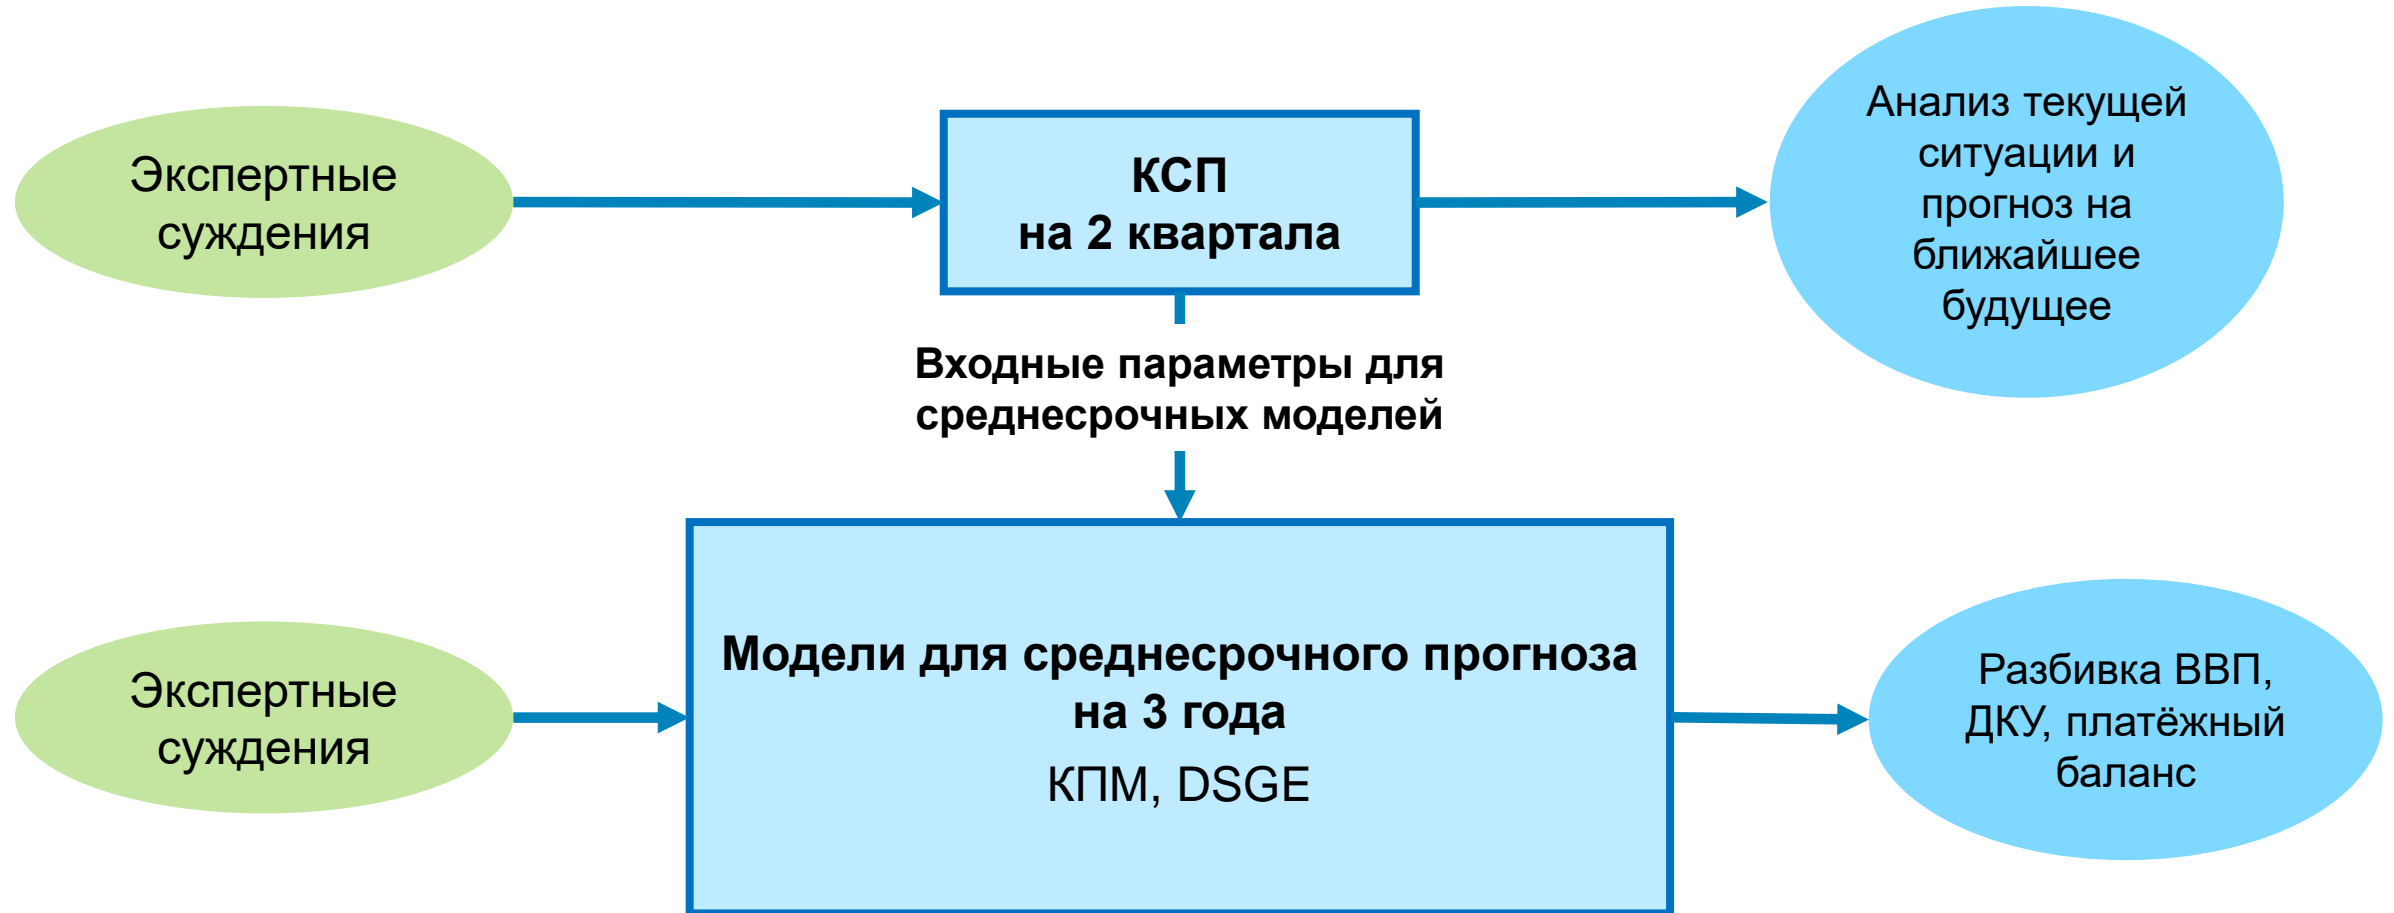 Экспертные
суждения
КСП
на 2 квартала
Анализ текущей
ситуации и
прогноз на
ближайшее
будущее
Входные параметры для
среднесрочных моделей
Экспертные
суждения
Модели для среднесрочного прогноза
на 3 года
КПМ, DSGE
Разбивка ВВП,
ДКУ, платёжный
баланс